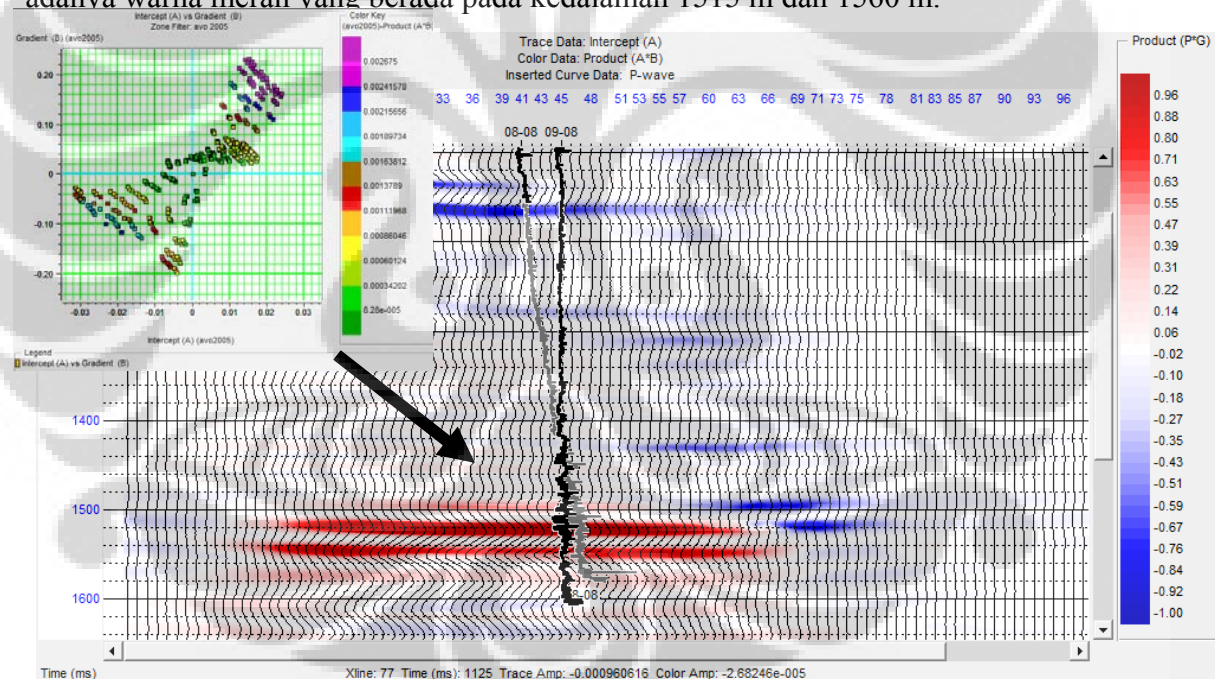 adanya warna merah yang berada pada kedalaman 1515 m dan 1560 m.
Intercept (A) vs Gradient (B)
Zone Filter: avo 2005
Gradient (B) (avo2005)
0.20
0.10
0
-0.10
-0.20
-0.03 -0.02 -0.01 0 0.01 0.02 0.03
Intercept (A) (avo2005)
Legend
Intercept (A) vs Gradient (B)
Color Key
(avo2005)-Product (A*B)
0.002675
0.00241578
0.00215656
0.00189734
0.00163812
0.0013789
0.00111968
0.00086046
0.00060124
0.00034202
8.28e-005
Trace Data: Intercept (A)
Color Data: Product (A*B)
Inserted Curve Data: P-wave
33 36 39 41 43 45 48 51 53 55 57 60 63 66 69 71 73 75 78 81 83 85 87 90 93 96
08-08 09-08
1400
1500
1600
8-08
Time (ms)
Xline: 77 Time (ms): 1125 Trace Amp: -0.000960616 Color Amp: -2.68246e-005
Product (P*G)
0.96
0.88
0.80
0.71
0.63
0.55
0.47
0.39
0.31
0.22
0.14
0.06
-0.02
-0.10
-0.18
-0.27
-0.35
-0.43
-0.51
-0.59
-0.67
-0.76
-0.84
-0.92
-1.00